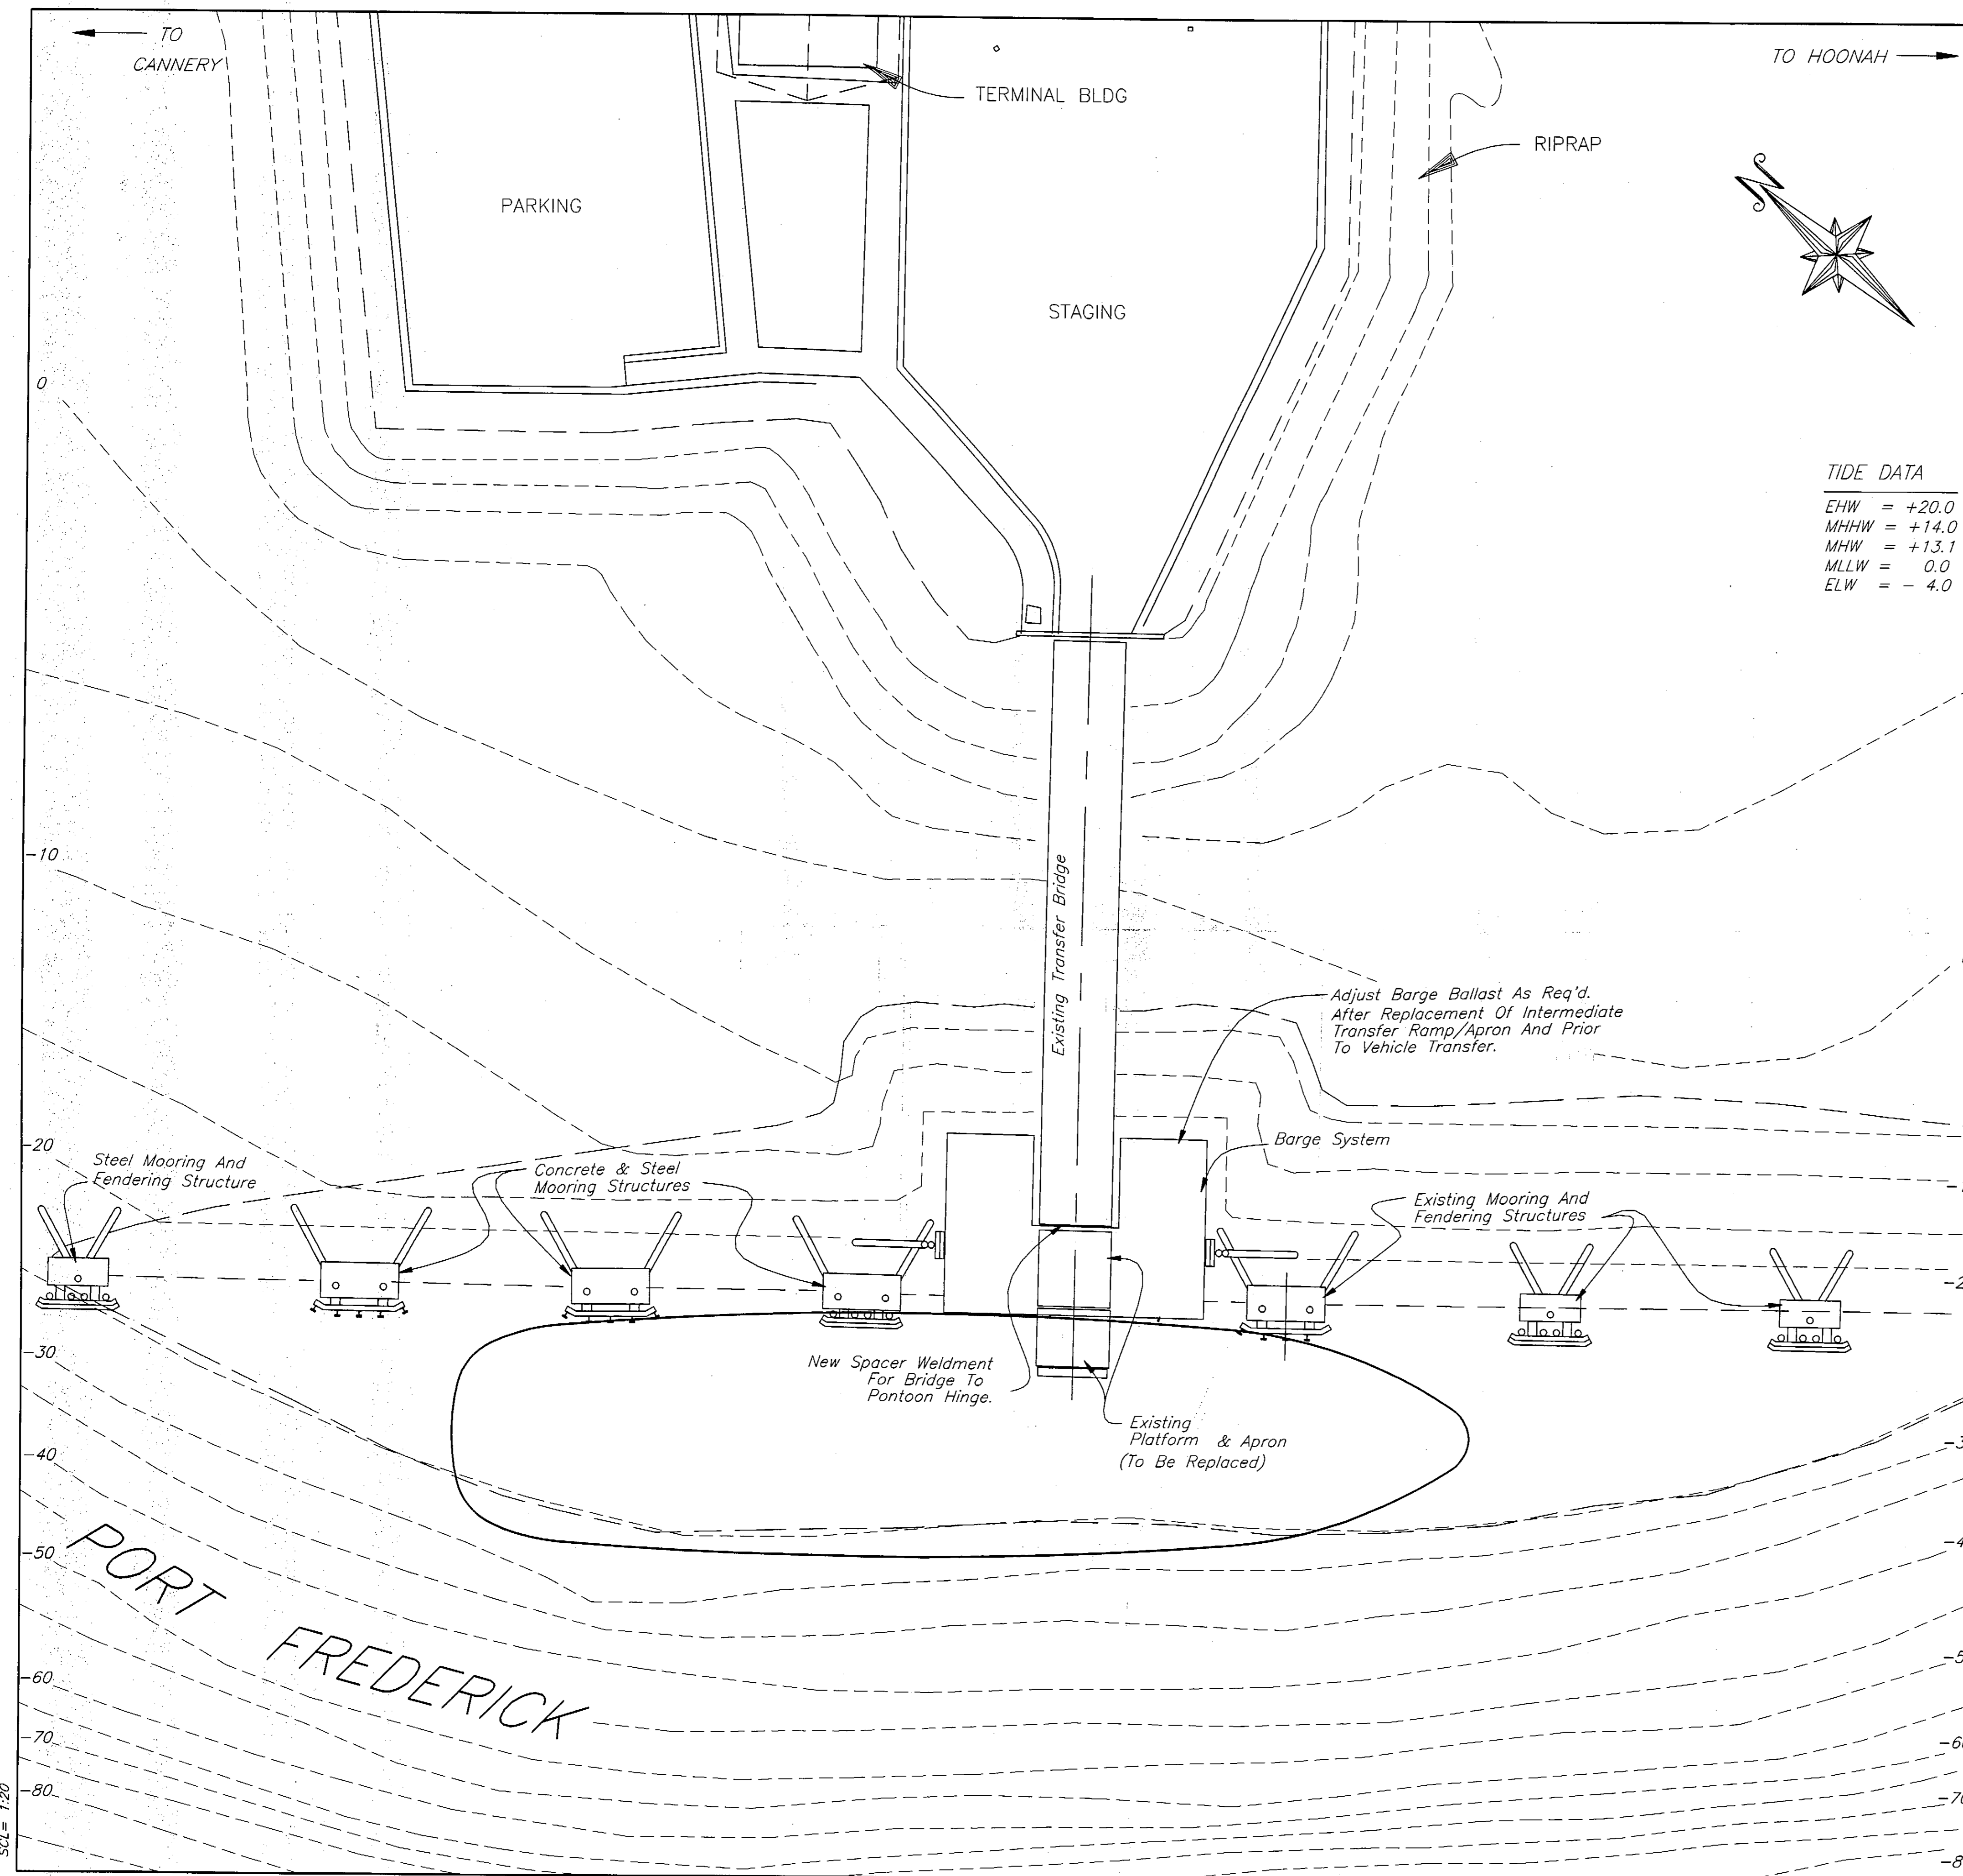 TO
CANNERY
TO HOONAH
TERMINAL BLDG
RIPRAP
N
PARKING
STAGING
0
TIDE DATA
EHW = +20.0
MHHW = +14.0
MHW = +13.1
MLLW = 0.0
ELW = - 4.0
-10
Existing Transfer Bridge
Adjust Barge Ballast As Req'd.
After Replacement Of Intermediate
Transfer Ramp/Apron And Prior
To Vehicle Transfer.
-20
Barge System
Steel Mooring And
Fendering Structure
Concrete & Steel
Mooring Structures
Existing Mooring And
Fendering Structures
-30
New Spacer Weldment
For Bridge To
Pontoon Hinge.
Existing
Platform & Apron
(To Be Replaced)
-40
-50
PORT
FREDERICK
-60
-70
-80
SCL= 1:20